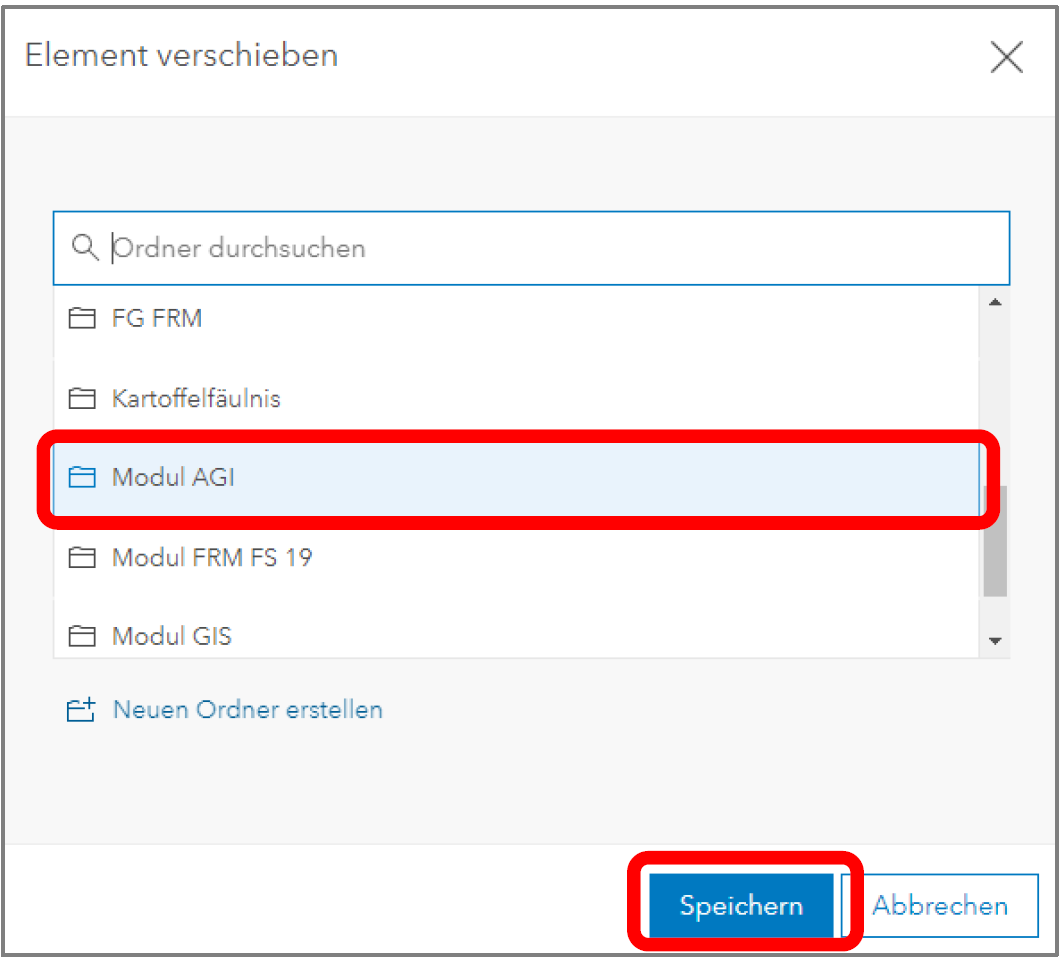 Element verschieben
Ordner durchsuchen
FG FRM
Kartoffelfäulnis
Modul AGI
Modul FRM FS 19
Modul GIS
Neuen Ordner erstellen
Speichern Abbrechen